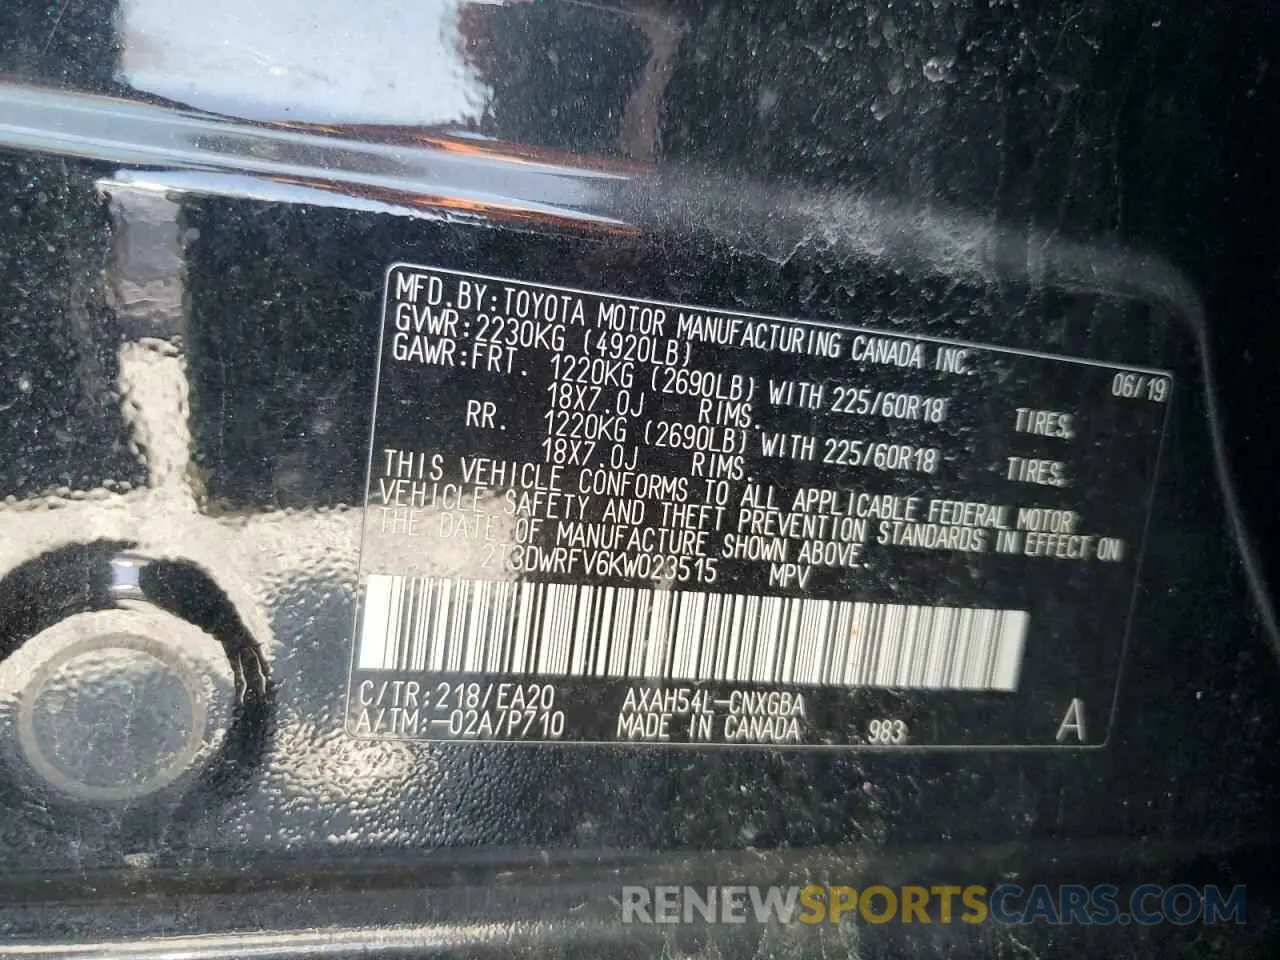 MFD.BY:TOYOTA MOTOR MANUFACTURING CANADA INC.
GVWR:2230KG (4920LB) 06/19
GAWR:FRT. 1220KG (2690LB) WITH 225/60R18 TIRES,
18X7.0J RIMS.
RR. 1220KG (2690LB) WITH 225/60R18 TIRES,
18X7.0J RIMS.
THIS VEHICLE CONFORMS TO ALL APPLICABLE FEDERAL MOTOR
VEHICLE SAFETY AND THEFT PREVENTION STANDARDS IN EFFECT ON
THE DATE OF MANUFACTURE SHOWN ABOVE.
2T3DWRFV6KW023515 MPV
C/TR:218/EA20 AXAH54L-CNXGBA
A/TM:-02A/P710 MADE IN CANADA 983 A
RENEWSPORTSCARS.COM